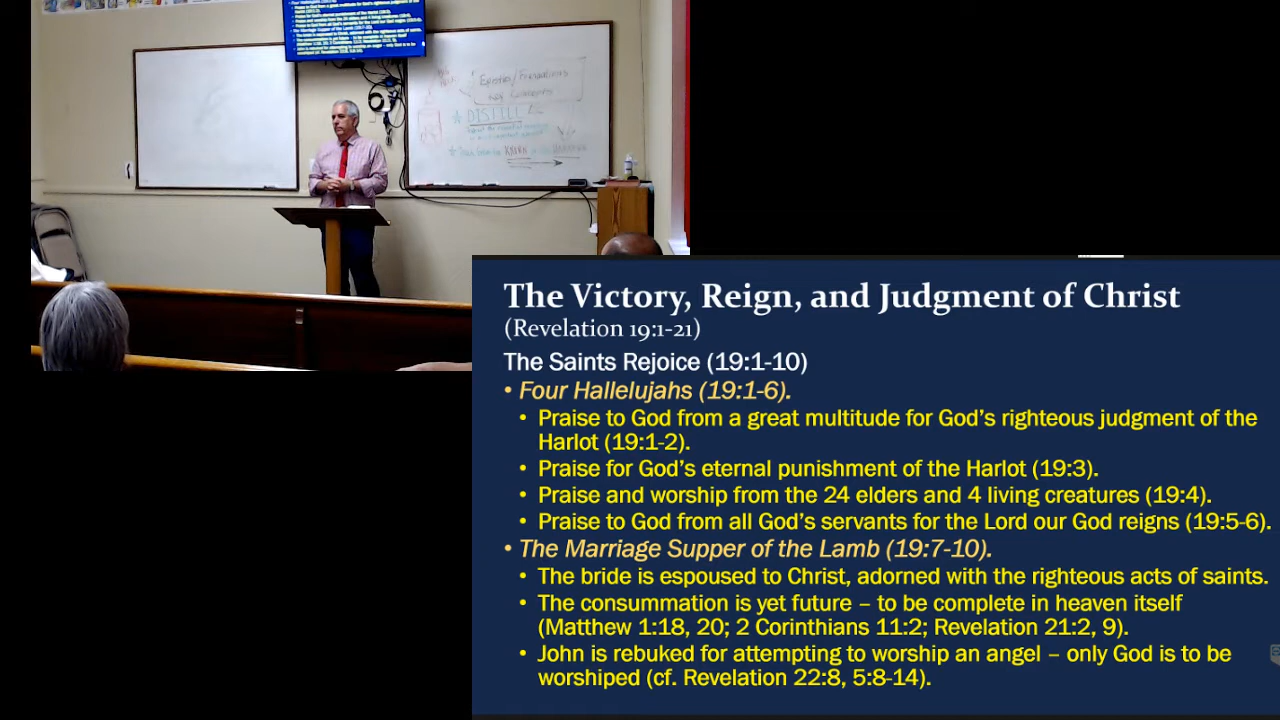 Epistles/Foundations
DISTILL
KNOWN
The Victory, Reign, and Judgment of Christ
(Revelation 19:1-21)
The Saints Rejoice (19:1-10)
• Four Hallelujahs (19:1-6).
• Praise to God from a great multitude for God's righteous judgment of the
Harlot (19:1-2).
• Praise for God's eternal punishment of the Harlot (19:3).
• Praise and worship from the 24 elders and 4 living creatures (19:4).
• Praise to God from all God's servants for the Lord our God reigns (19:5-6).
• The Marriage Supper of the Lamb (19:7-10).
• The bride is espoused to Christ, adorned with the righteous acts of saints.
• The consummation is yet future – to be complete in heaven itself
(Matthew 1:18, 20; 2 Corinthians 11:2; Revelation 21:2, 9).
• John is rebuked for attempting to worship an angel – only God is to be
worshiped (cf. Revelation 22:8, 5:8-14).